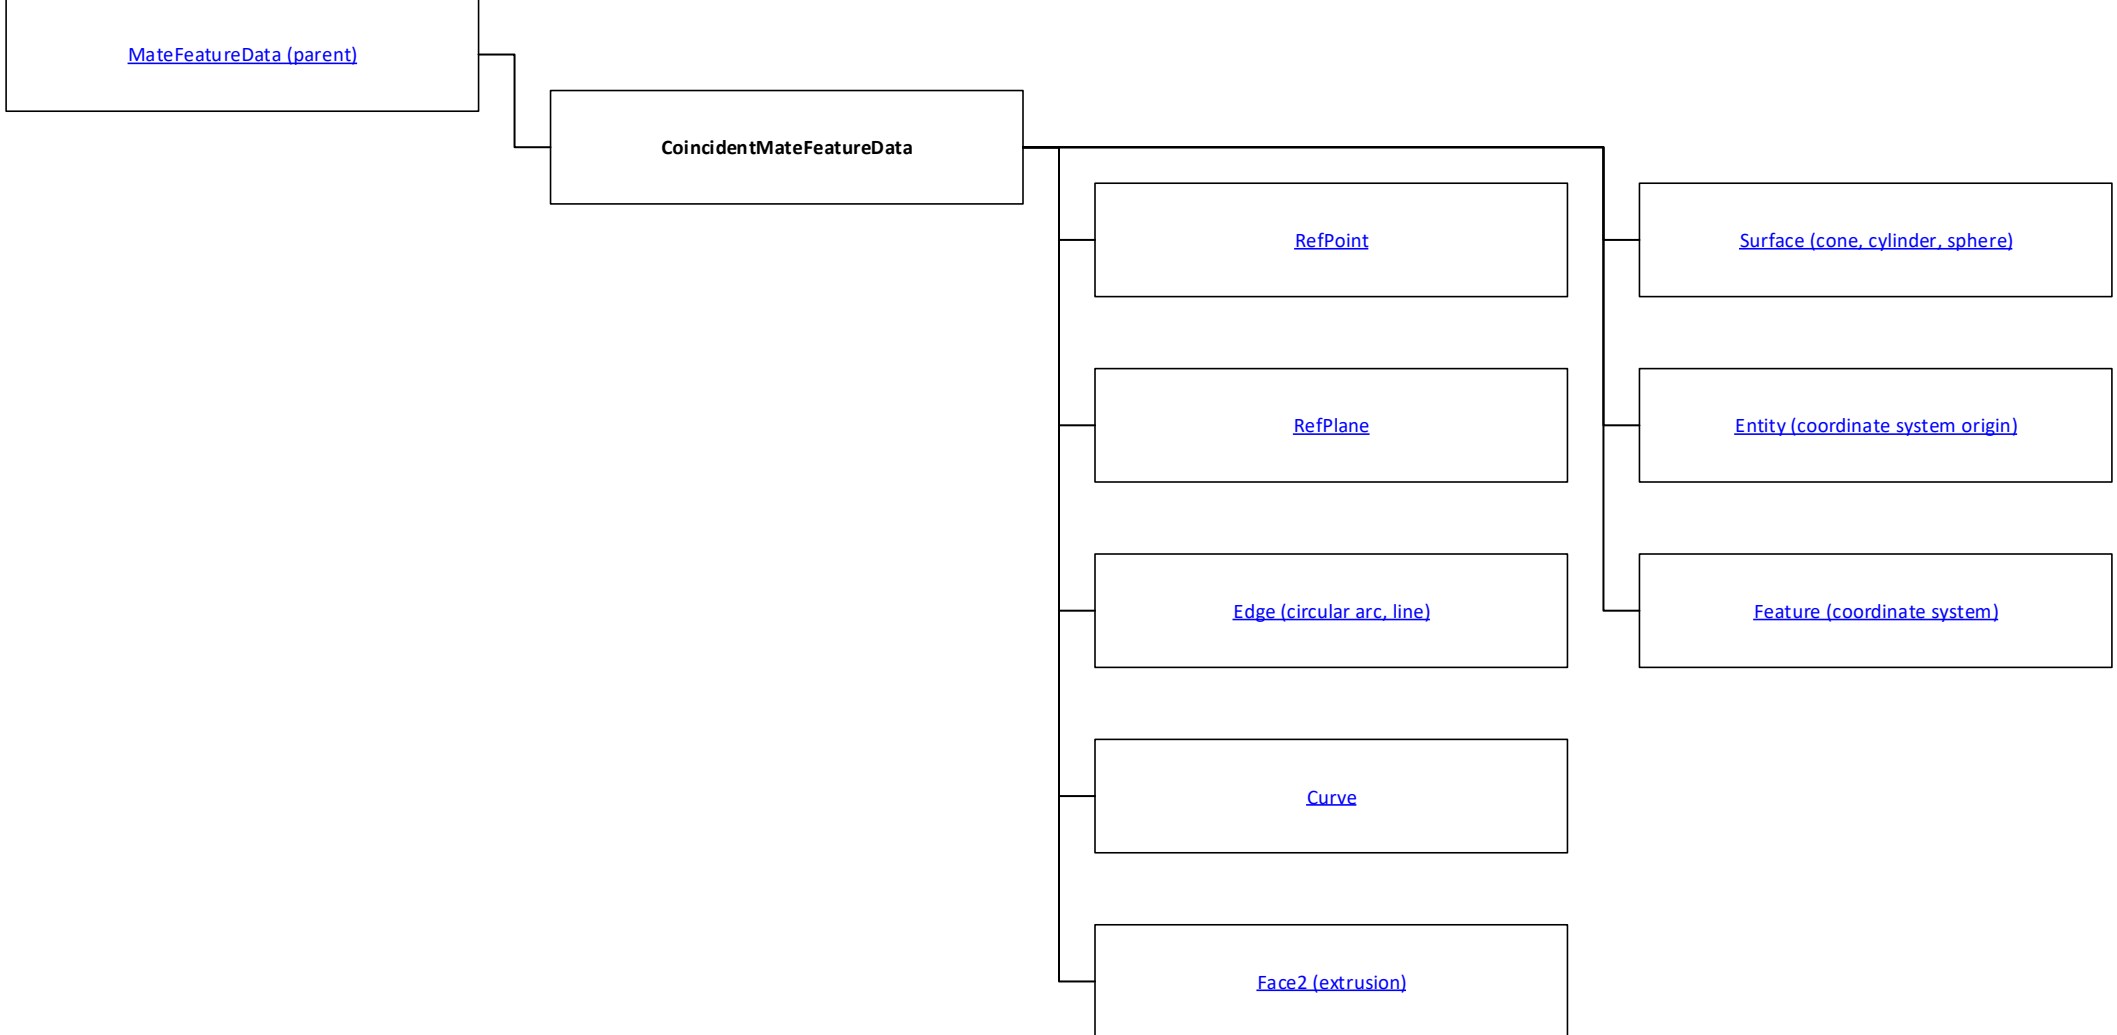 MateFeatureData (parent)
CoincidentMateFeatureData
RefPoint
Surface (cone, cylinder, sphere)
RefPlane
Entity (coordinate system origin)
Edge (circular arc, line)
Feature (coordinate system)
Curve
Face2 (extrusion)